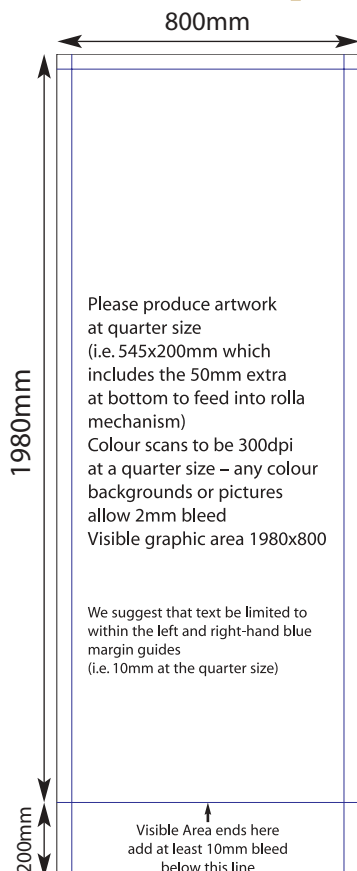 800mm
1980mm
Please produce artwork
at quarter size
(i.e. 545x200mm which
includes the 50mm extra
at bottom to feed into rolla
mechanism)
Colour scans to be 300dpi
at a quarter size – any colour
backgrounds or pictures
allow 2mm bleed
Visible graphic area 1980x800
We suggest that text be limited to
within the left and right-hand blue
margin guides
(i.e. 10mm at the quarter size)
200mm
Visible Area ends here
add at least 10mm bleed
below this line